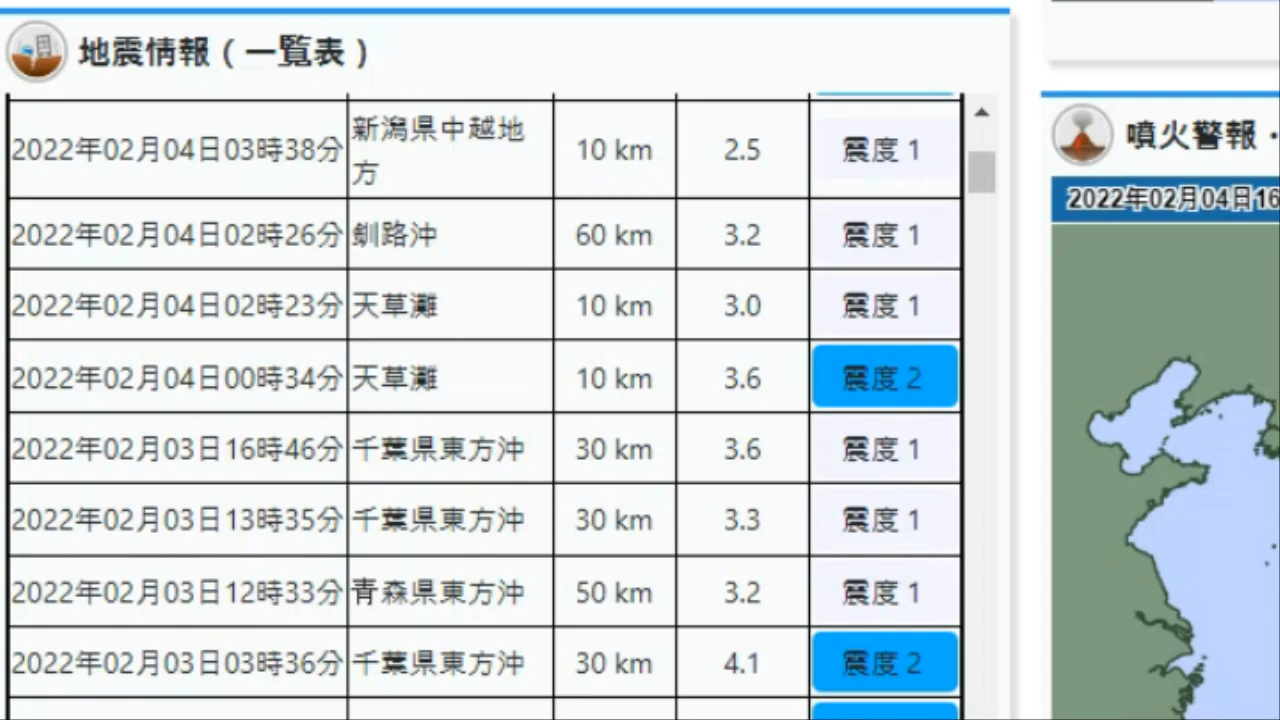 地震情報（一覧表）
2022年02月04日03時38分 新潟県中越地方 10 km 2.5 震度 1
2022年02月04日02時26分 釧路沖 60 km 3.2 震度 1
2022年02月04日02時23分 天草灘 10 km 3.0 震度 1
2022年02月04日00時34分 天草灘 10 km 3.6 震度 2
2022年02月03日16時46分 千葉県東方沖 30 km 3.6 震度 1
2022年02月03日13時35分 千葉県東方沖 30 km 3.3 震度 1
2022年02月03日12時33分 青森県東方沖 50 km 3.2 震度 1
2022年02月03日03時36分 千葉県東方沖 30 km 4.1 震度 2
噴火警報・
2022年02月04日16